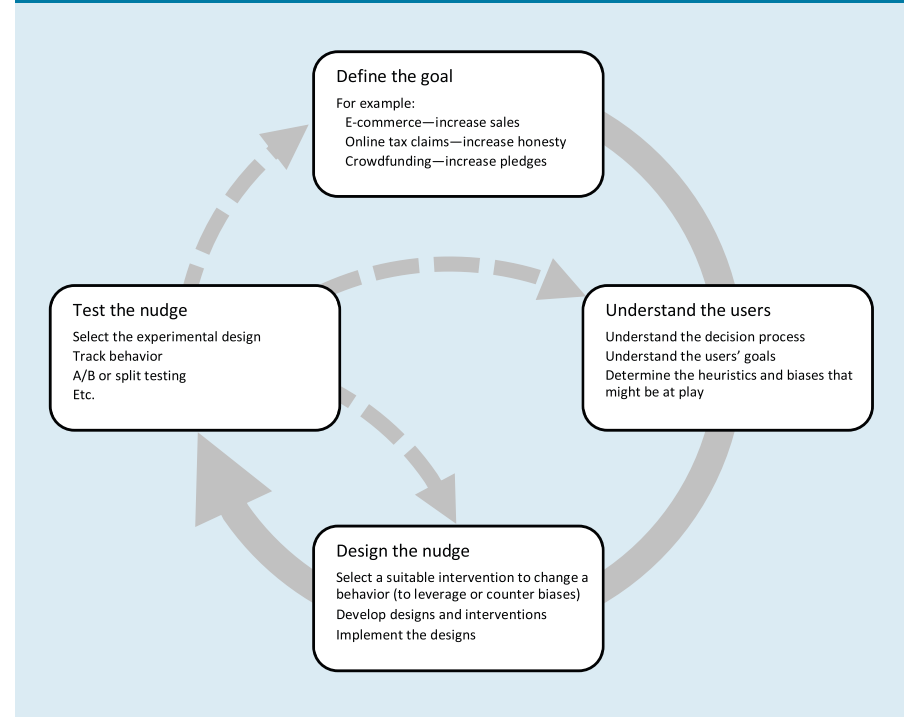 Define the goal
For example:
E-commerce—increase sales
Online tax claims—increase honesty
Crowdfunding—increase pledges
Test the nudge
Select the experimental design
Track behavior
A/B or split testing
Etc.
Understand the users
Understand the decision process
Understand the users’ goals
Determine the heuristics and biases that
might be at play
Design the nudge
Select a suitable intervention to change a
behavior (to leverage or counter biases)
Develop designs and interventions
Implement the designs